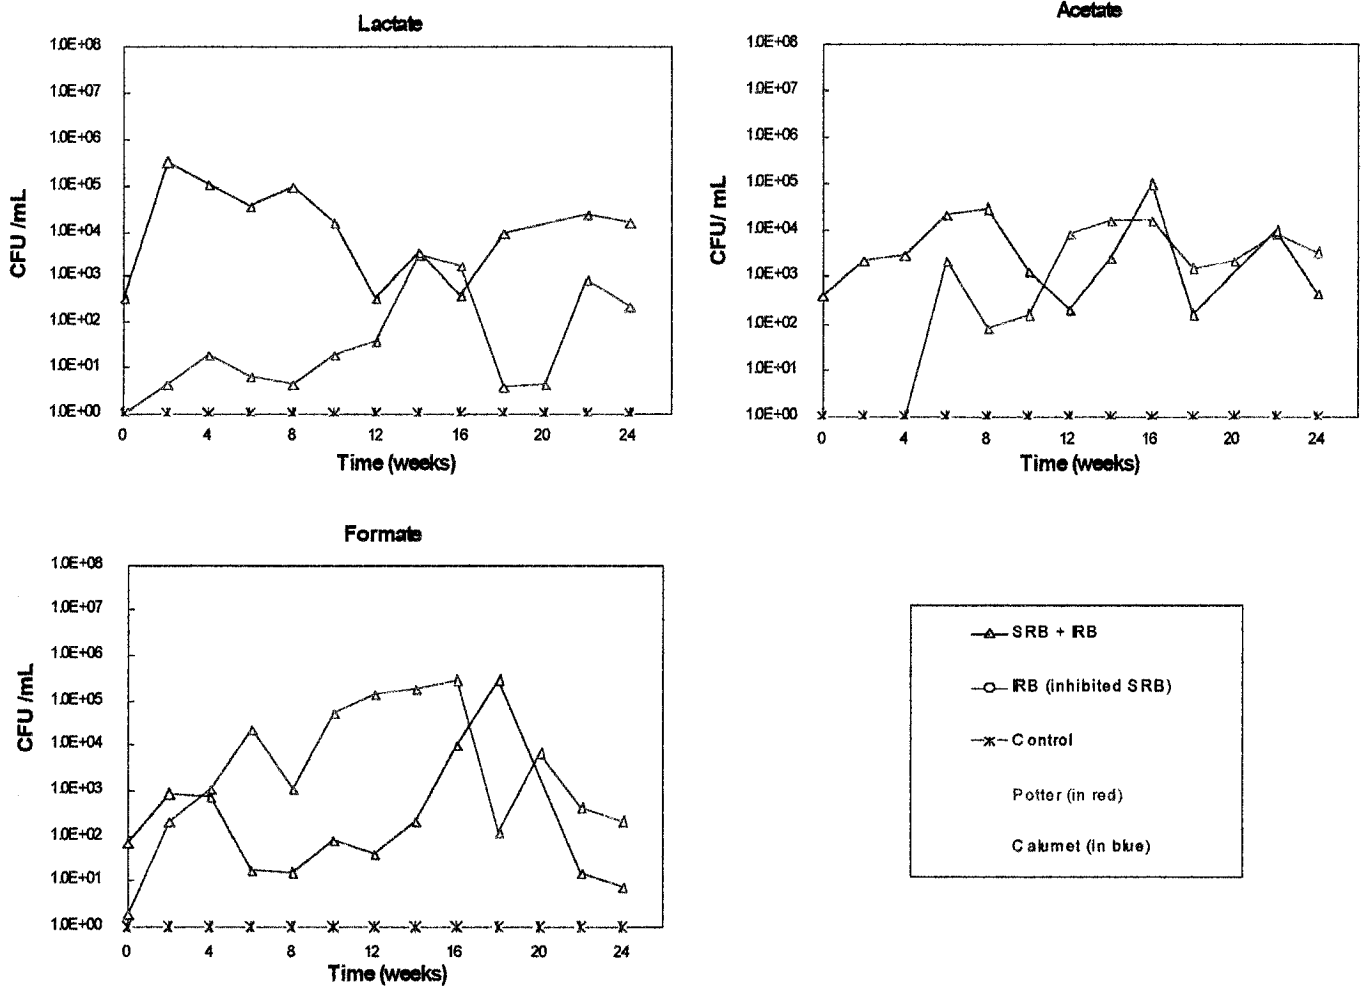 Lactate
1.0E+08
1.0E+07
1.0E+06
1.0E+05
1.0E+04
1.0E+03
1.0E+02
1.0E+01
1.0E+00
CFU /mL
0 4 8 12 16 20 24
Time (weeks)
Acetate
1.0E+08
1.0E+07
1.0E+06
1.0E+05
1.0E+04
1.0E+03
1.0E+02
1.0E+01
1.0E+00
CFU/ mL
0 4 8 12 16 20 24
Time (weeks)
Formate
1.0E+08
1.0E+07
1.0E+06
1.0E+05
1.0E+04
1.0E+03
1.0E+02
1.0E+01
1.0E+00
CFU /mL
0 4 8 12 16 20 24
Time (weeks)
SRB + IRB
IRB (inhibited SRB)
Control
Potter (in red)
Calumet (in blue)